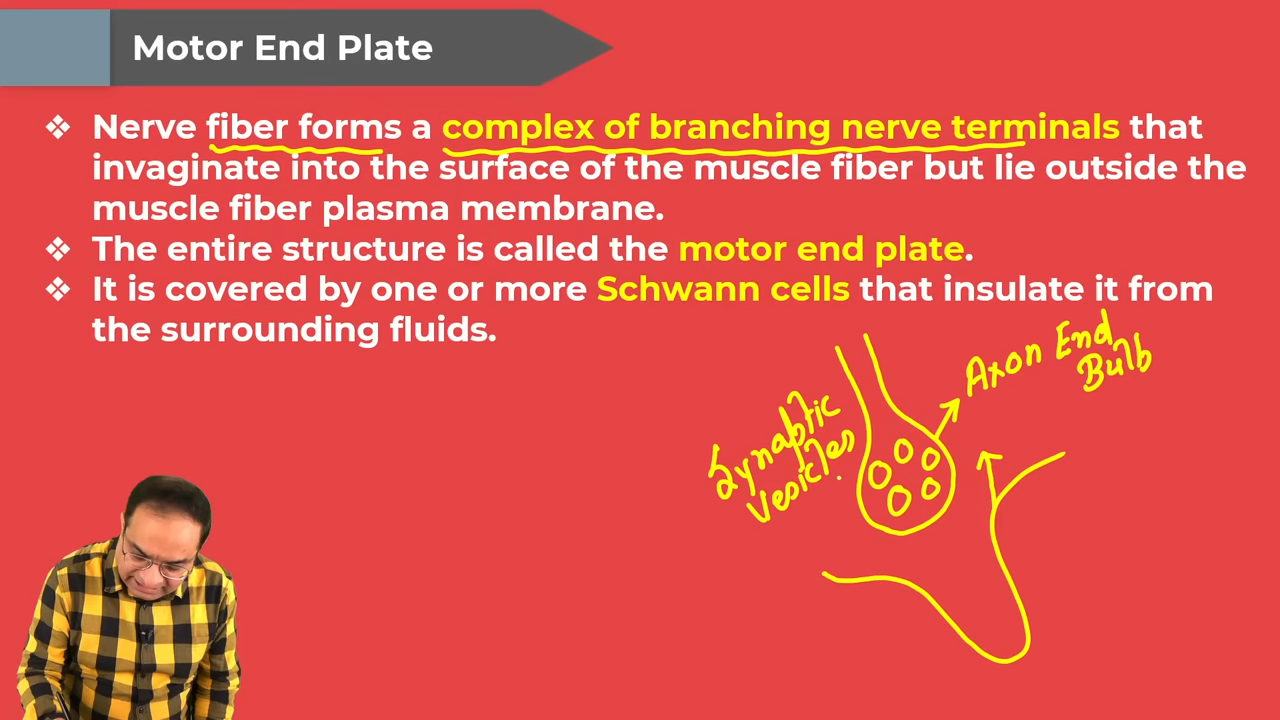 Motor End Plate
❖ Nerve fiber forms a complex of branching nerve terminals that
invaginate into the surface of the muscle fiber but lie outside the
muscle fiber plasma membrane.
❖ The entire structure is called the motor end plate.
❖ It is covered by one or more Schwann cells that insulate it from
the surrounding fluids.
Axon End
Bulb
Synaptic
vesicles